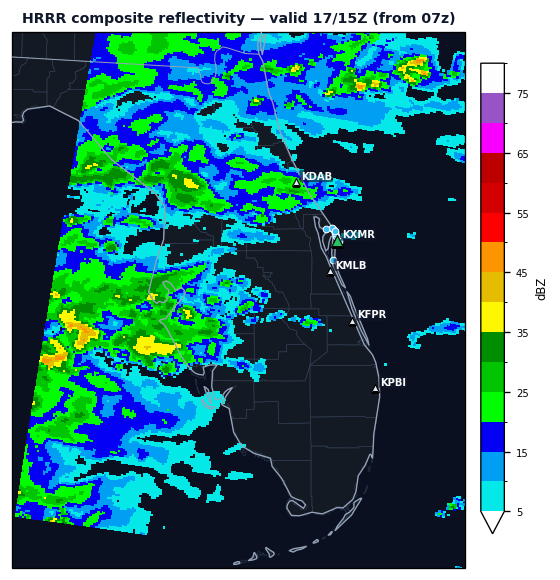 HRRR composite reflectivity — valid 17/15Z (from 07z)
KDAB
KXMR
KMLB
KFPR
KPBI
75
65
55
45
35
25
15
5
dBZ